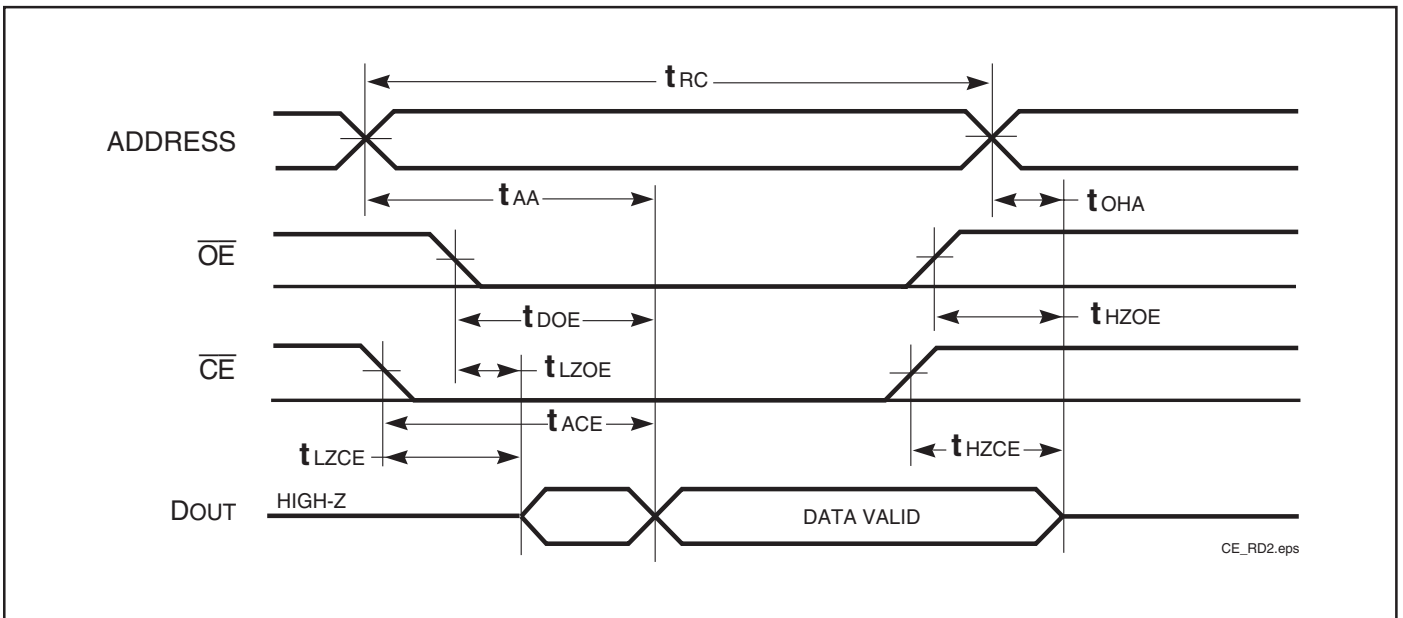 tRC
ADDRESS
tAA
tOHA
OE
tDOE
tHZOE
CE
tLZOE
tACE
tLZCE
tHZCE
DOUT
HIGH-Z
DATA VALID
CE_RD2.eps